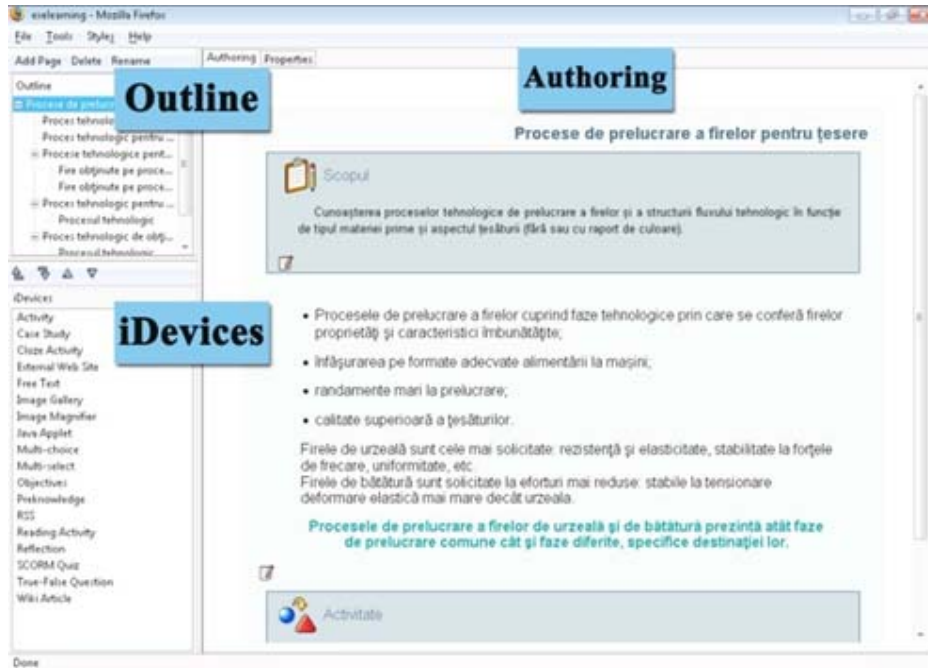 exelearning - Mozilla Firefox
File Tools Styles Help
Add Page Delete Rename
Authoring Properties
Outline
Outline
Authoring
Procese de prelucr
Proces tehnolo
Proces tehnologic pentru ...
Procese tehnologice pent...
Fire obținute pe proce...
Fire obținute pe proce...
Proces tehnologic pentru ...
Procesul tehnologic
Proces tehnologic de obț...
Procesul tehnologic
iDevices
iDevices
Activity
Case Study
Cloze Activity
External Web Site
Free Text
Image Gallery
Image Magnifier
Java Applet
Multi-choice
Multi-select
Objectives
Preknowledge
RSS
Reading Activity
Reflection
SCORM Quiz
True-False Question
Wiki Article
Procese de prelucrare a firelor pentru țesere
Scopul
Cunoașterea proceselor tehnologice de prelucrare a firelor și a structurii fluxului tehnologic în funcție
de tipul materiei prime și aspectul țesăturii (fără sau cu raport de culoare).
• Procesele de prelucrare a firelor cuprind faze tehnologice prin care se conferă firelor
proprietăți și caracteristici îmbunătățite;
• înfășurarea pe formate adecvate alimentării la mașini;
• randamente mari la prelucrare;
• calitate superioară a țesăturilor.
Firele de urzeală sunt cele mai solicitate: rezistență și elasticitate, stabilitate la forțele
de frecare, uniformitate, etc.
Firele de bătătură sunt solicitate la eforturi mai reduse: stabile la tensionare
deformare elastică mai mare decât urzeala.
Procesele de prelucrare a firelor de urzeală și de bătătură prezintă atât faze
de prelucrare comune cât și faze diferite, specifice destinației lor.
Activitate
Done